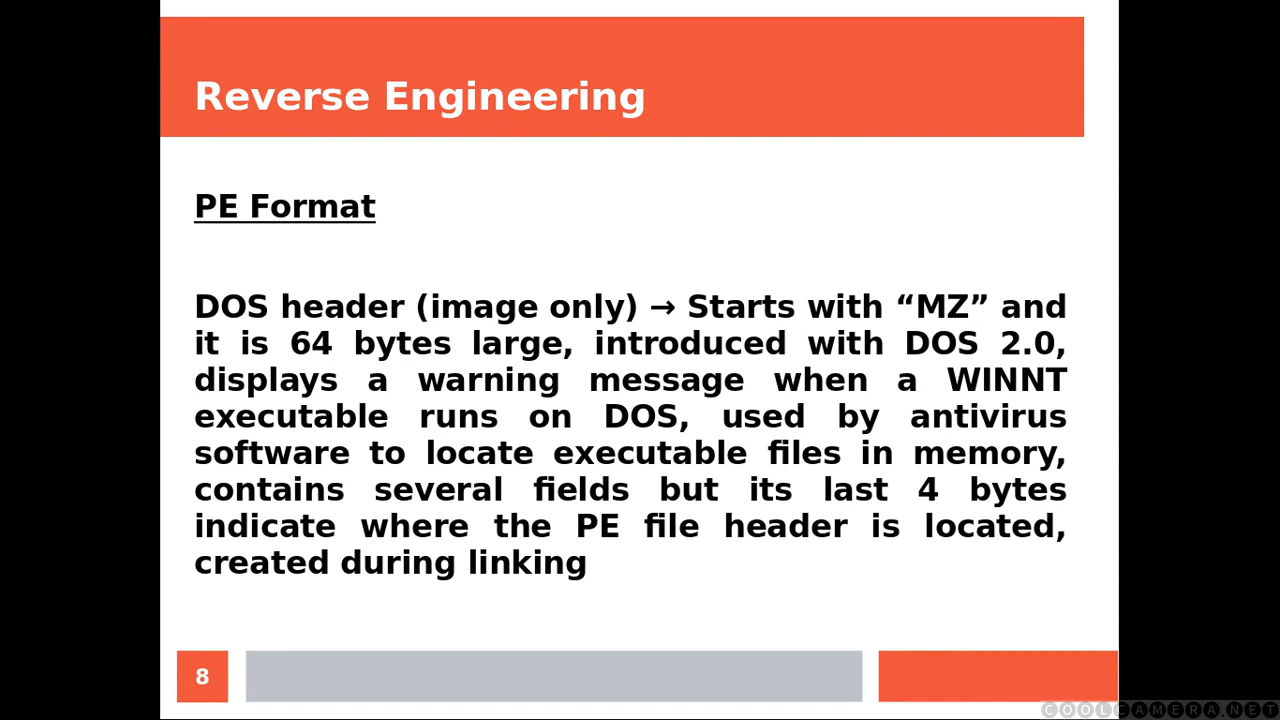 Reverse Engineering
PE Format
DOS header (image only) → Starts with “MZ” and
it is 64 bytes large, introduced with DOS 2.0,
displays a warning message when a WINNT
executable runs on DOS, used by antivirus
software to locate executable files in memory,
contains several fields but its last 4 bytes
indicate where the PE file header is located,
created during linking
8
COOLCAMERA.NET